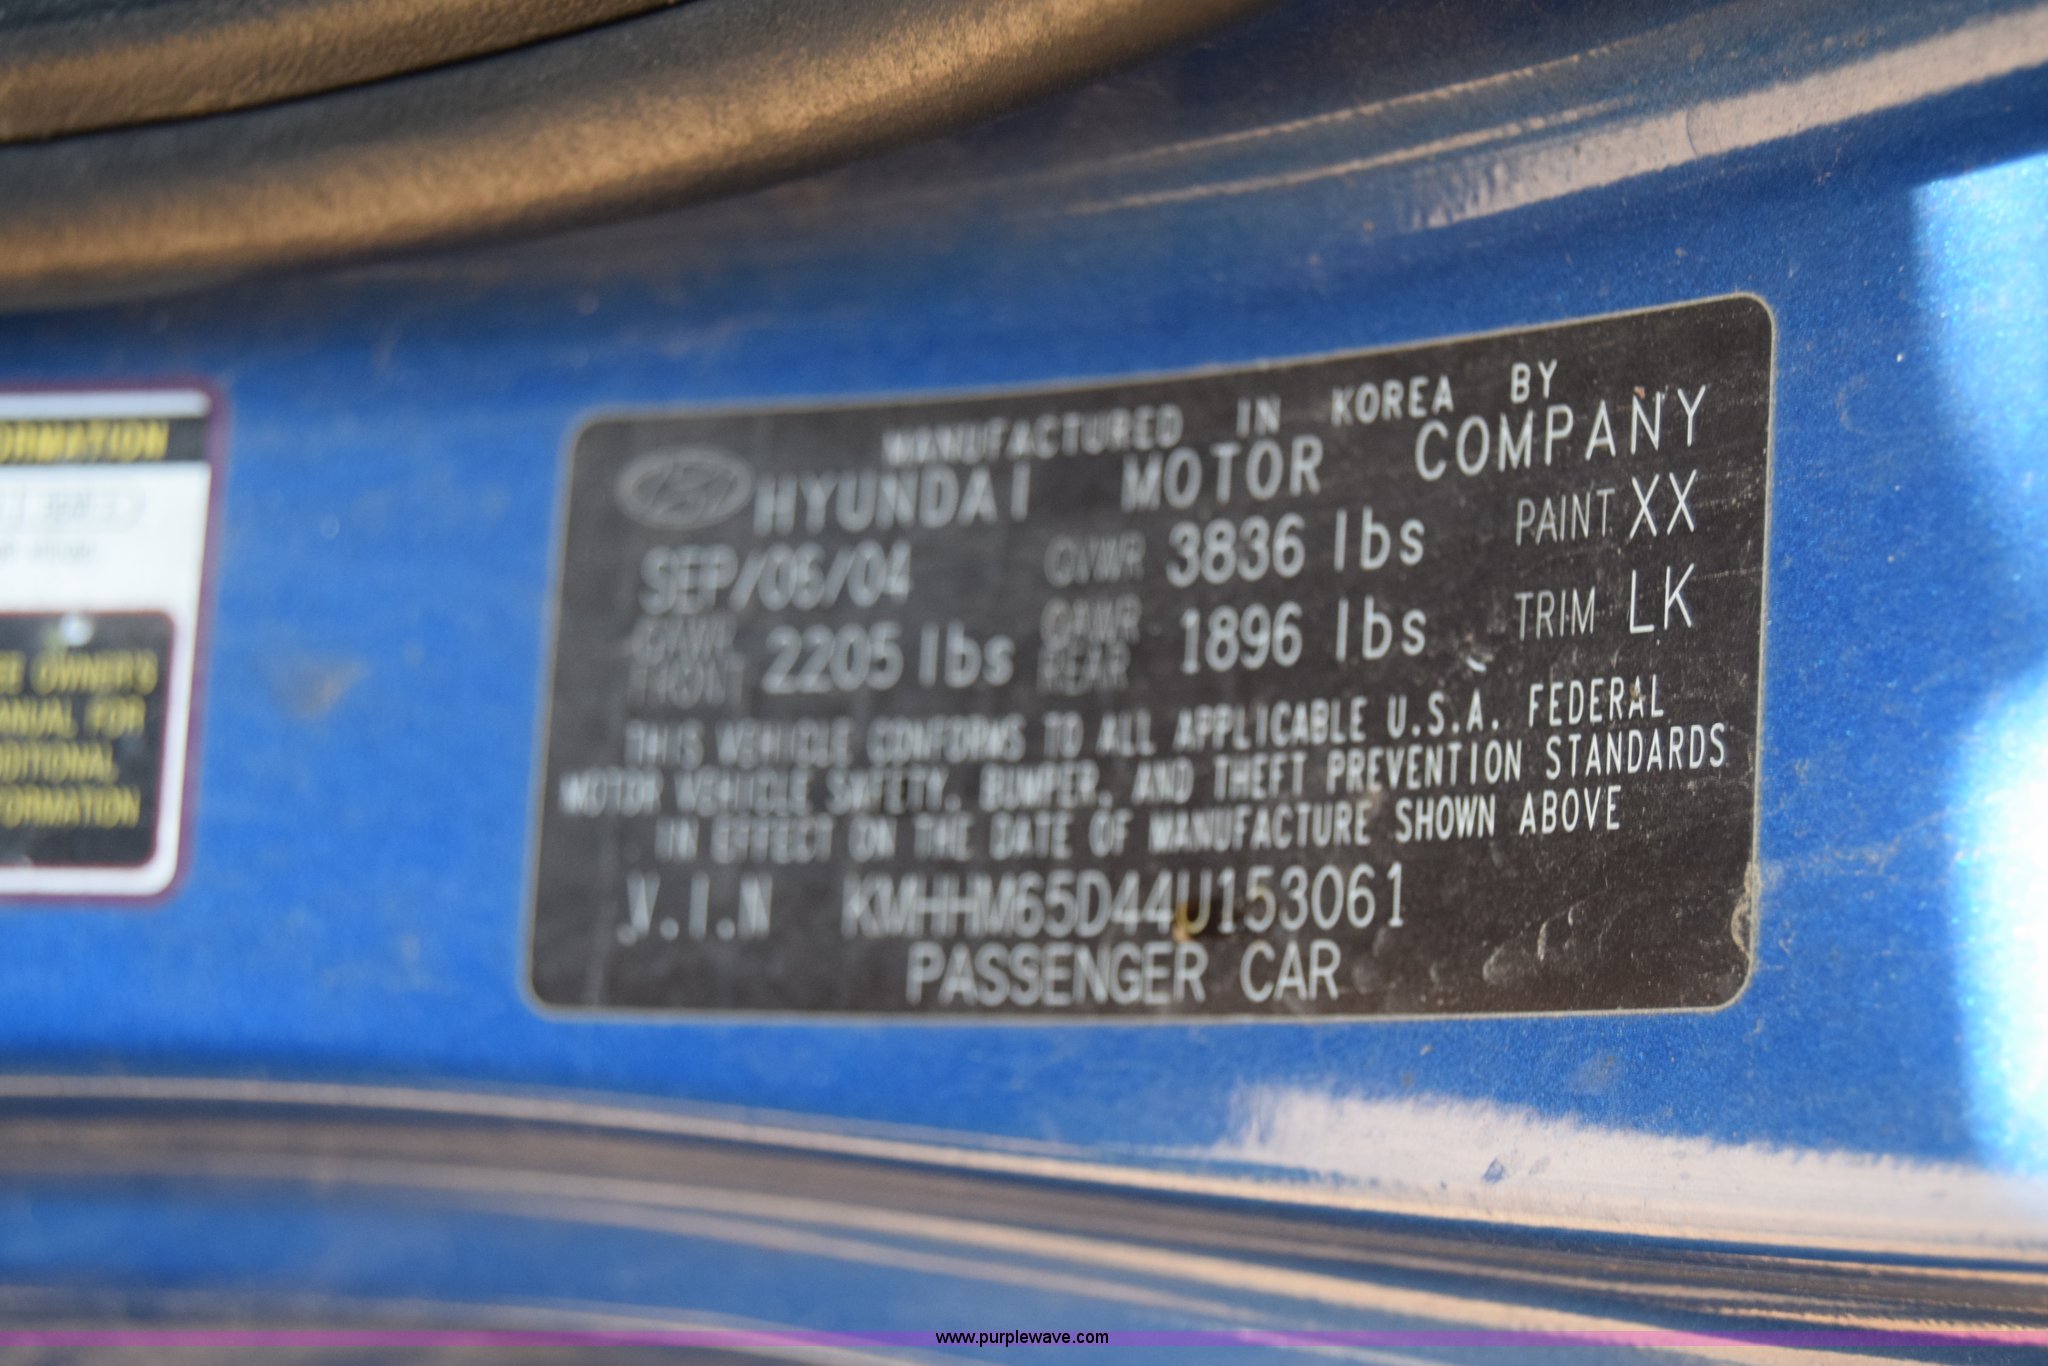 MANUFACTURED IN KOREA BY
HYUNDAI MOTOR COMPANY
SEP/06/04 GVWR 3836 lbs PAINT XX
GAWR FRONT 2205 lbs GAWR REAR 1896 lbs TRIM LK
THIS VEHICLE CONFORMS TO ALL APPLICABLE U.S.A. FEDERAL
MOTOR VEHICLE SAFETY, BUMPER, AND THEFT PREVENTION STANDARDS
IN EFFECT ON THE DATE OF MANUFACTURE SHOWN ABOVE
V.I.N KMHHM65D44U153061
PASSENGER CAR
ORMATION
EE OWNER'S
ANUAL FOR
DDITIONAL
FORMATION
www.purplewave.com